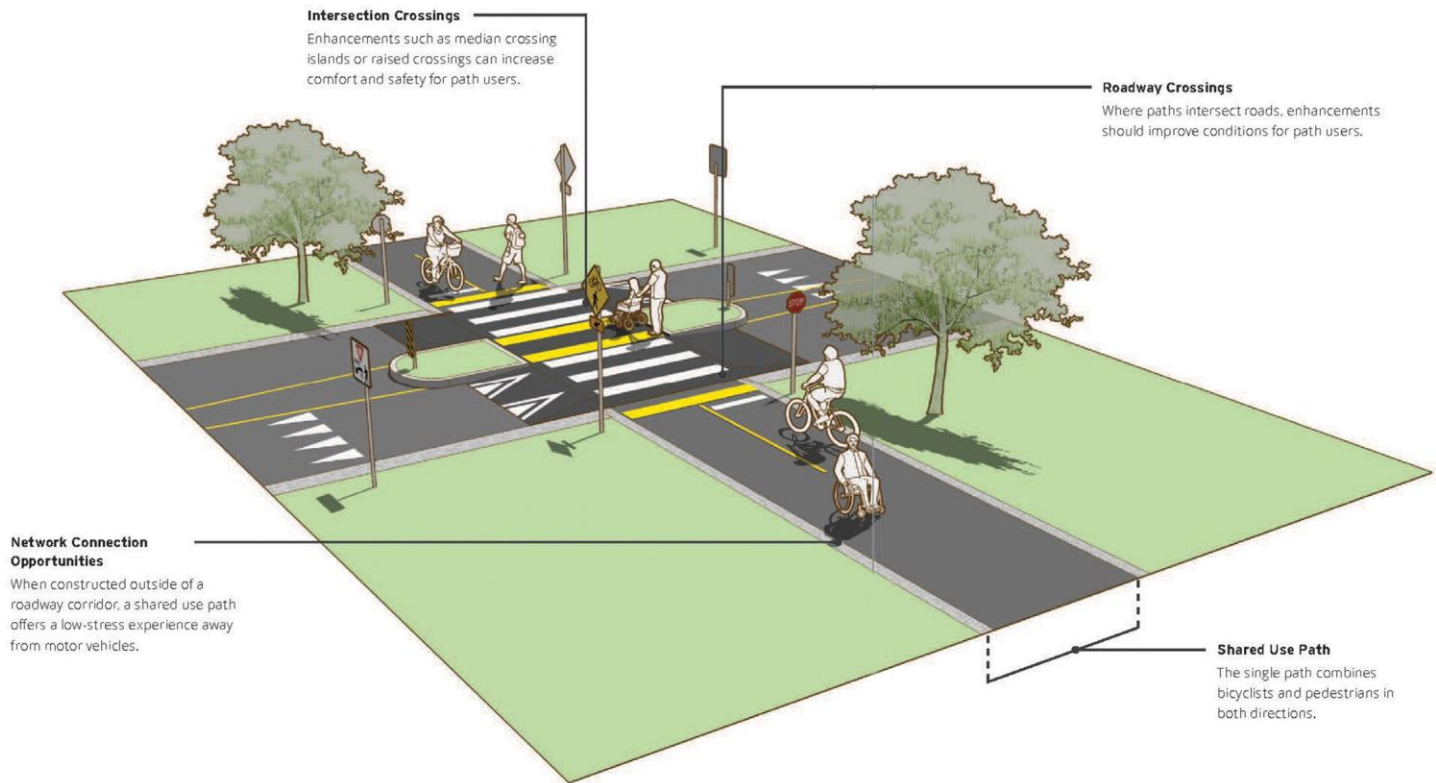 Intersection Crossings
Enhancements such as median crossing
islands or raised crossings can increase
comfort and safety for path users.
Roadway Crossings
Where paths intersect roads, enhancements
should improve conditions for path users.
STOP
Network Connection
Opportunities
When constructed outside of a
roadway corridor, a shared use path
offers a low-stress experience away
from motor vehicles.
Shared Use Path
The single path combines
bicyclists and pedestrians in
both directions.